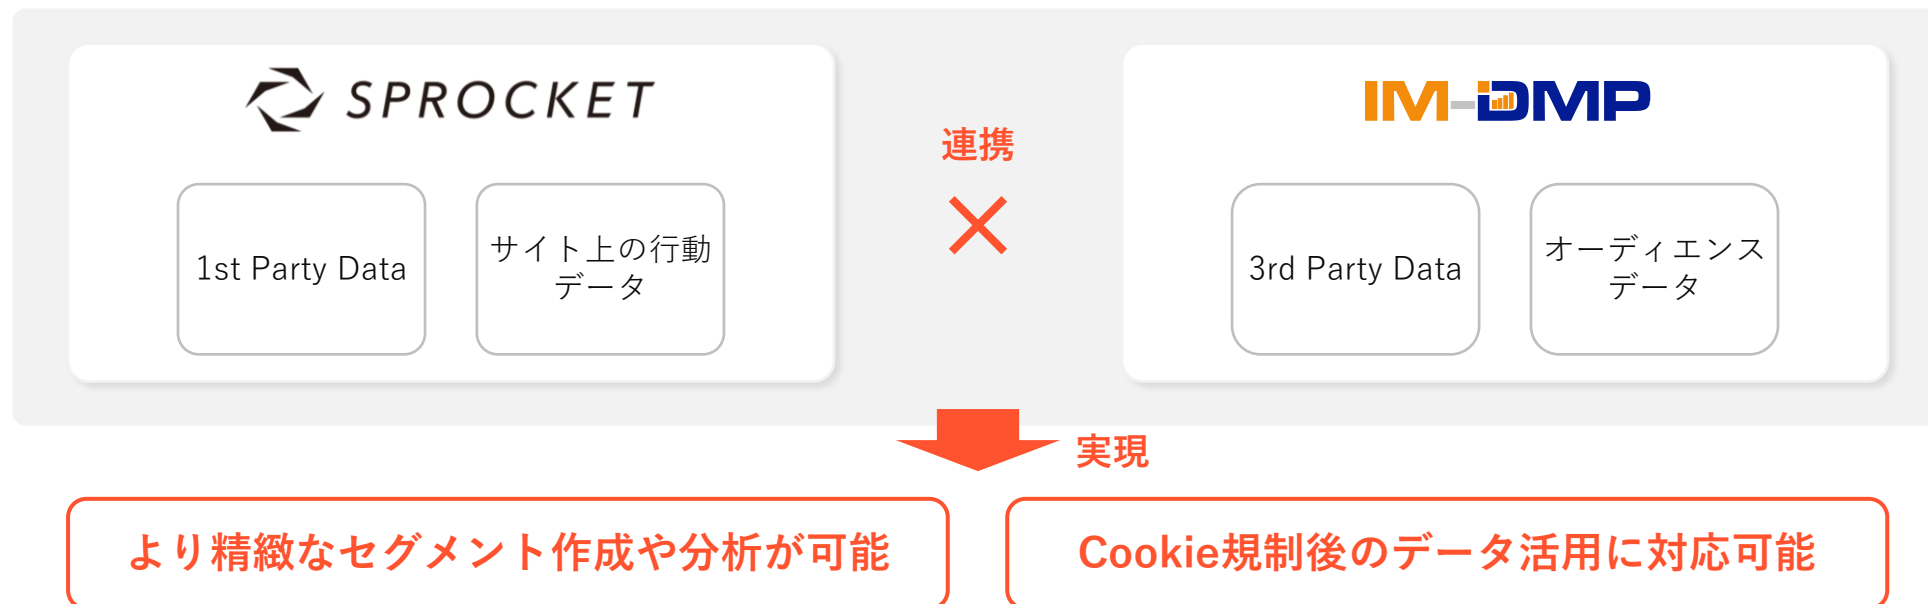 SPROCKET
1st Party Data
サイト上の行動
データ
連携
×
IM-DMP
3rd Party Data
オーディエンス
データ
実現
より精緻なセグメント作成や分析が可能
Cookie規制後のデータ活用に対応可能